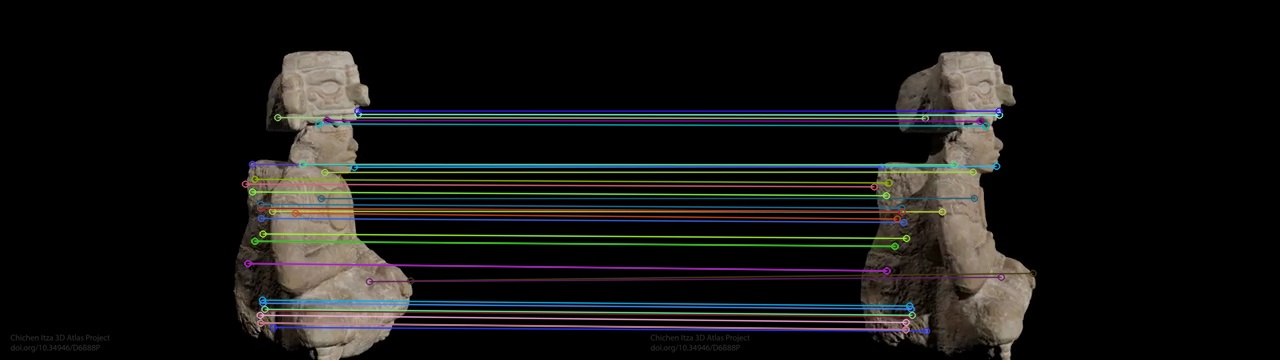 Chichen Itza 3D Atlas Project
doi.org/10.34946/D6B88P
Chichen Itza 3D Atlas Project
doi.org/10.34946/D6B88P